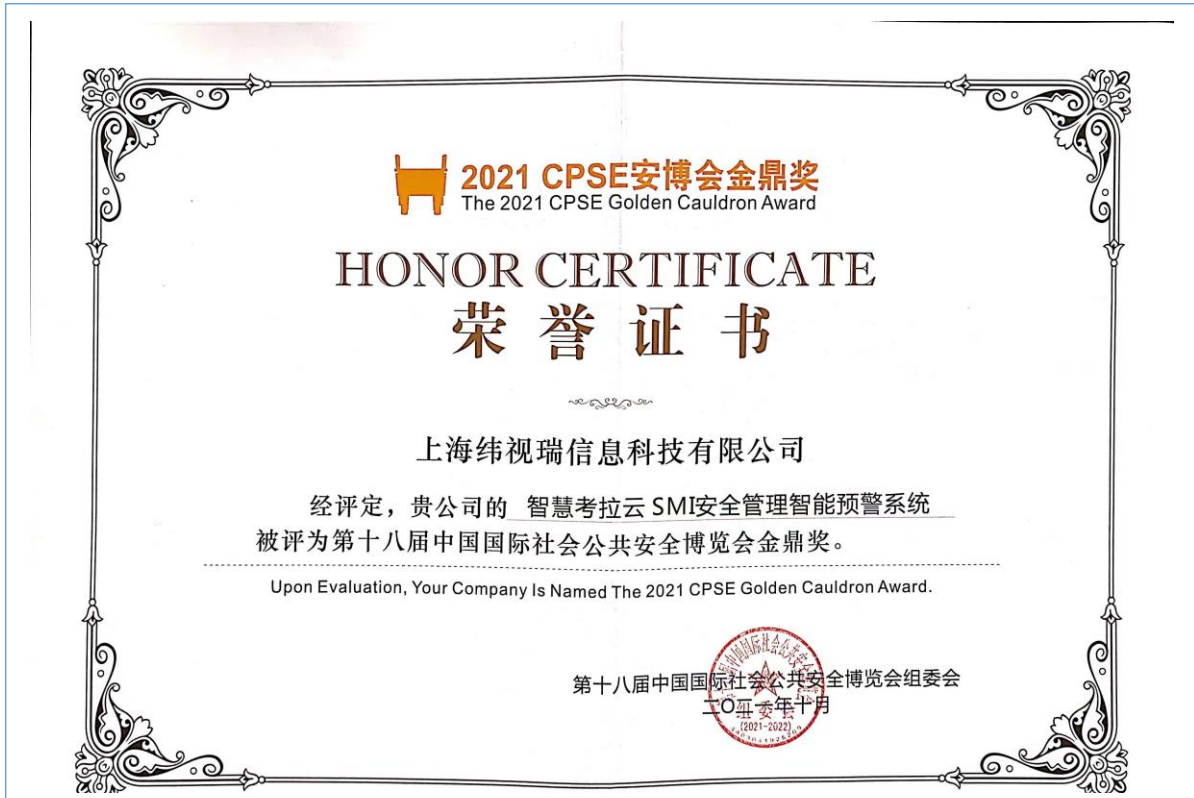 2021 CPSE安博会金鼎奖
The 2021 CPSE Golden Cauldron Award
HONOR CERTIFICATE
荣誉证书
上海纬视瑞信息科技有限公司
经评定，贵公司的 智慧考拉云 SMI安全管理智能预警系统
被评为第十八届中国国际社会公共安全博览会金鼎奖。
Upon Evaluation, Your Company Is Named The 2021 CPSE Golden Cauldron Award.
第十八届中国国际社会公共安全博览会组委会
二〇二一年十月
组委会
(2021-2022)